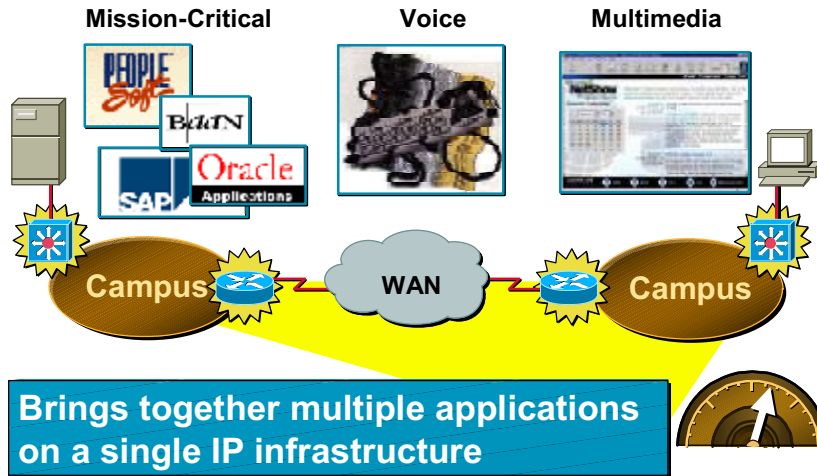 Mission-Critical
Voice
Multimedia
PEOPLE
Soft
BaaN
SAP
Oracle
Applications
NetShow
Campus
WAN
Campus
Brings together multiple applications
on a single IP infrastructure